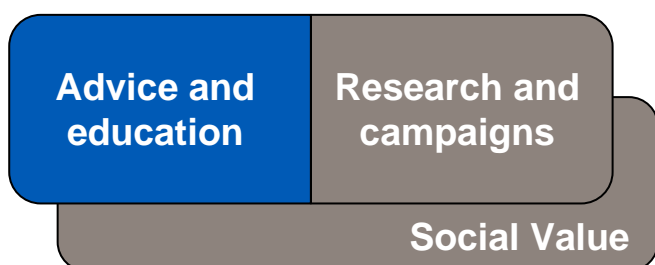 Advice and
education
Research and
campaigns
Social Value